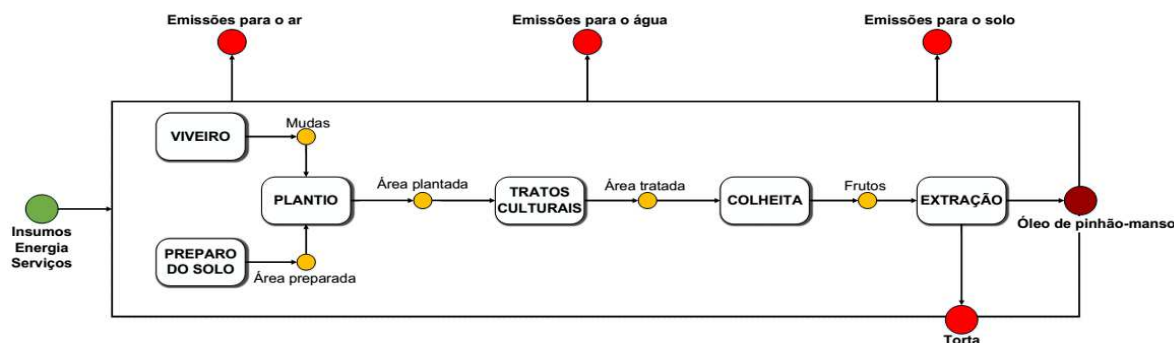 Emissões para o ar
Emissões para o água
Emissões para o solo
VIVEIRO
Mudas
PLANTIO
Área plantada
TRATOS
CULTURAIS
Área tratada
COLHEITA
Frutos
EXTRAÇÃO
Óleo de pinhão-manso
Insumos
Energia
Serviços
PREPARO
DO SOLO
Área preparada
Torta